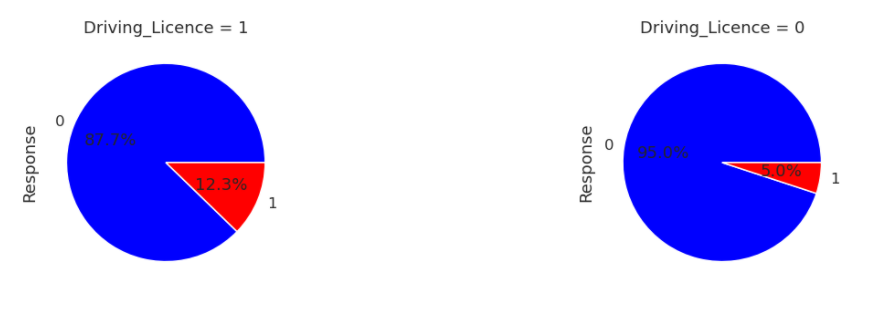 Driving_Licence = 1
0
87.7%
12.3%
1
Response
Driving_Licence = 0
0
95.0%
5.0%
1
Response